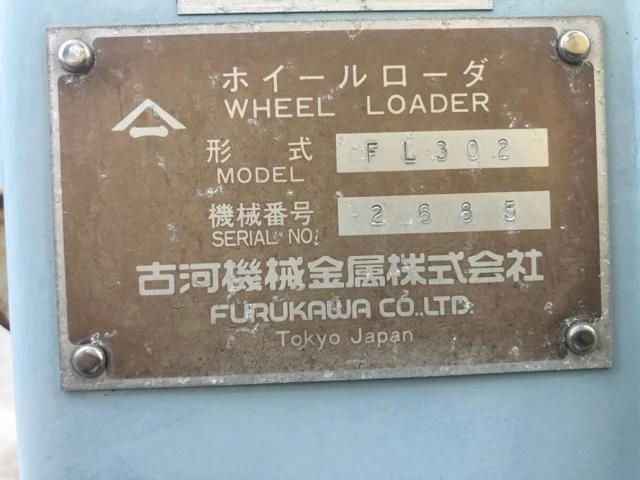 ホイールローダ
WHEEL LOADER
形 式 FL302
MODEL
機械番号 2685
SERIAL NO.
古河機械金属株式会社
FURUKAWA CO.,LTD.
Tokyo Japan